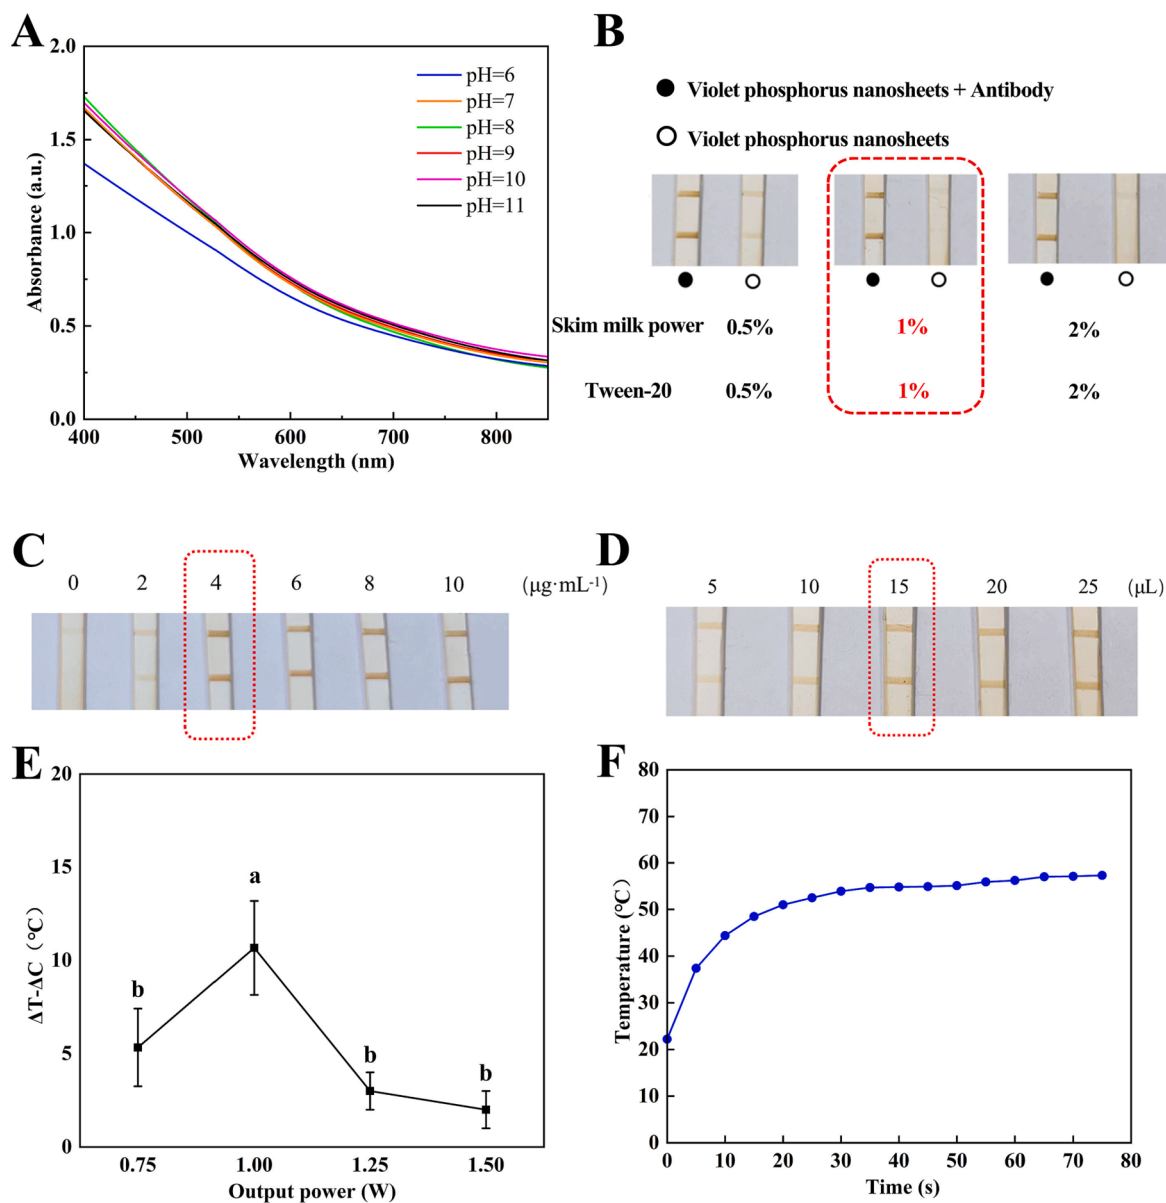 A
2.0
1.5
1.0
0.5
0.0
Absorbance (a.u.)
pH=6
pH=7
pH=8
pH=9
pH=10
pH=11
400
500
600
700
800
Wavelength (nm)
B
Violet phosphorus nanosheets + Antibody
Violet phosphorus nanosheets
Skim milk power 0.5% 1% 2%
Tween-20 0.5% 1% 2%
C
0 2 4 6 8 10 (μg·mL⁻¹)
D
5 10 15 20 25 (μL)
E
20
15
10
5
0
ΔT-ΔC（℃）
b
a
b
b
0.75 1.00 1.25 1.50
Output power (W)
F
80
70
60
50
40
30
20
10
0
Temperature (℃)
0 10 20 30 40 50 60 70 80
Time (s)